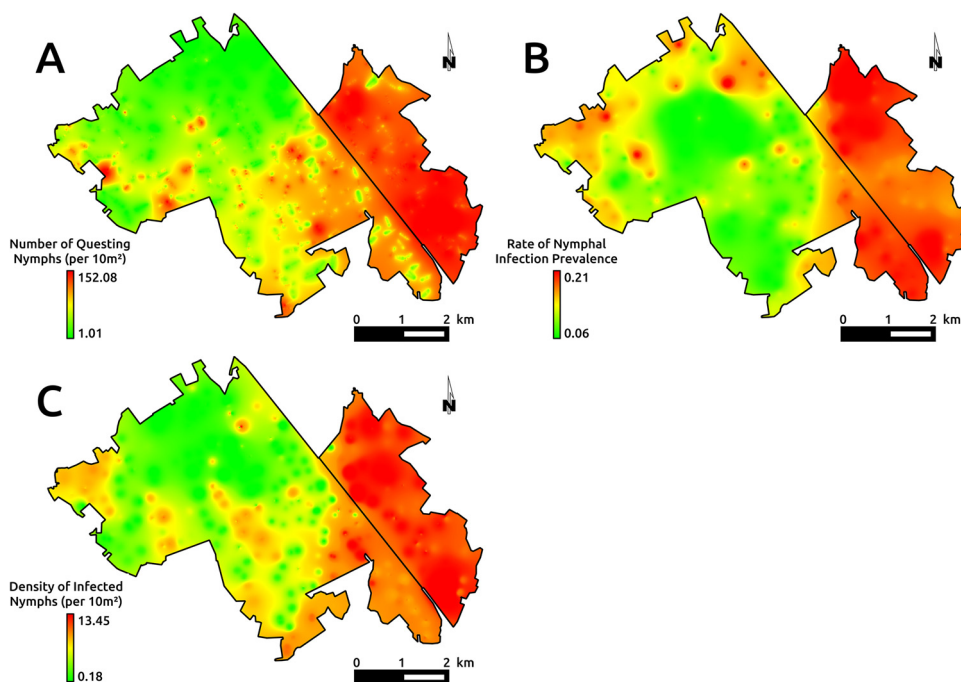 A
N
Number of Questing
Nymphs (per 10m²)
152.08
1.01
0 1 2 km
B
N
Rate of Nymphal
Infection Prevalence
0.21
0.06
0 1 2 km
C
N
Density of Infected
Nymphs (per 10m²)
13.45
0.18
0 1 2 km